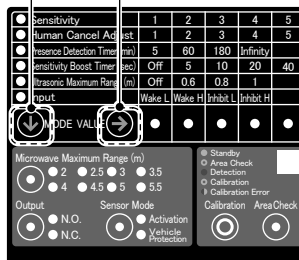 Sensitivity 1 2 3 4 5
Human Cancel Adjust 1 2 3 4 5
Presence Detection Timer (min) 5 60 180 Infinity
Sensitivity Boost Timer (sec) Off 5 10 20 40
Ultrasonic Maximum Range (m) Off 0.6 0.8 1
Input Wake L Wake H Inhibit L Inhibit H
MODE VALUE
Microwave Maximum Range (m)
2 2.5 3 3.5
4 4.5 5 5.5
Standby
Area Check
Detection
Calibration
Calibration Error
Output Sensor Mode
N.O. Activation
N.C. Vehicle Protection
Calibration Area Check